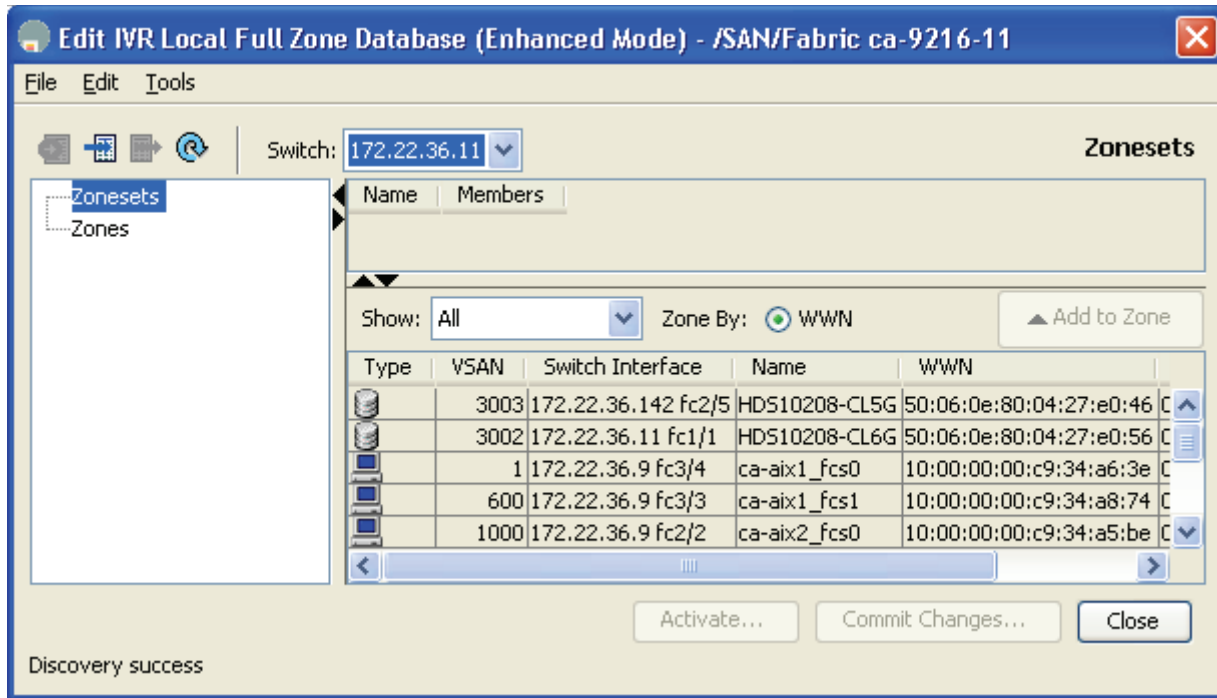 Edit IVR Local Full Zone Database (Enhanced Mode) - /SAN/Fabric ca-9216-11
File Edit Tools
Switch: 172.22.36.11 Zonesets
Zonesets
Zones
Name Members
Show: All Zone By: WWN Add to Zone
Type VSAN Switch Interface Name WWN
3003 172.22.36.142 fc2/5 HDS10208-CL5G 50:06:0e:80:04:27:e0:46
3002 172.22.36.11 fc1/1 HDS10208-CL6G 50:06:0e:80:04:27:e0:56
1 172.22.36.9 fc3/4 ca-aix1_fcs0 10:00:00:00:c9:34:a6:3e
600 172.22.36.9 fc3/3 ca-aix1_fcs1 10:00:00:00:c9:34:a8:74
1000 172.22.36.9 fc2/2 ca-aix2_fcs0 10:00:00:00:c9:34:a5:be
Activate... Commit Changes... Close
Discovery success